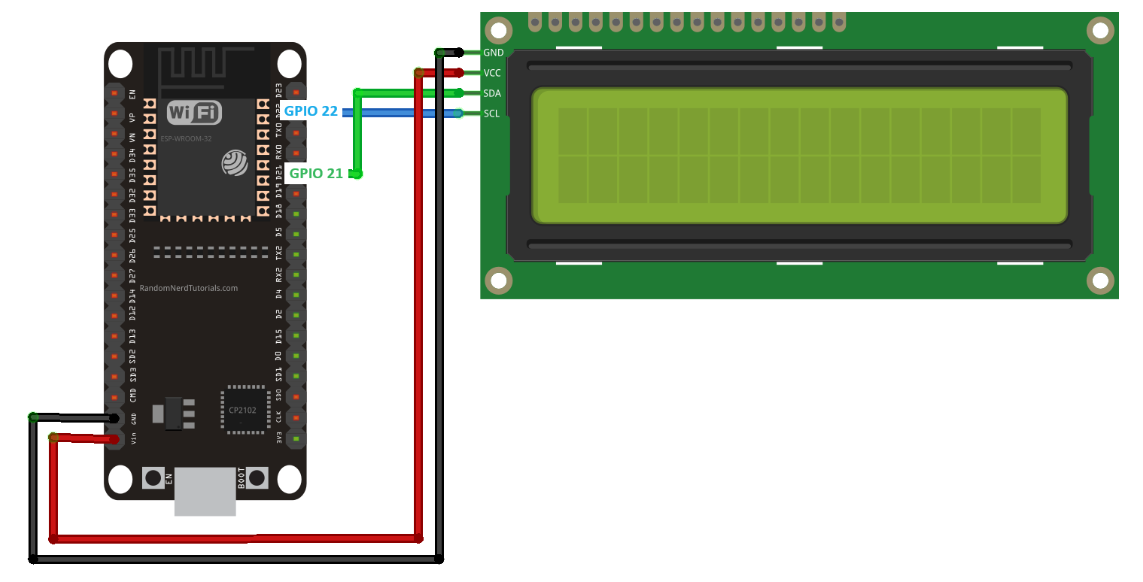 EN
VP
VN
D34
D35
D32
D33
D25
D26
D27
D14
D12
D13
SD2
SD3
CMD
GND
Vin
Wi Fi
ESP-WROOM-32
RandomNerdTutorials.com
CP2102
EN
BOOT
D23
D22
GPIO 22
TX0
RX0
D21
GPIO 21
D19
D18
D5
TX2
RX2
D4
D2
D15
D0
SD1
SD0
CLK
3V3
GND
VCC
SDA
SCL